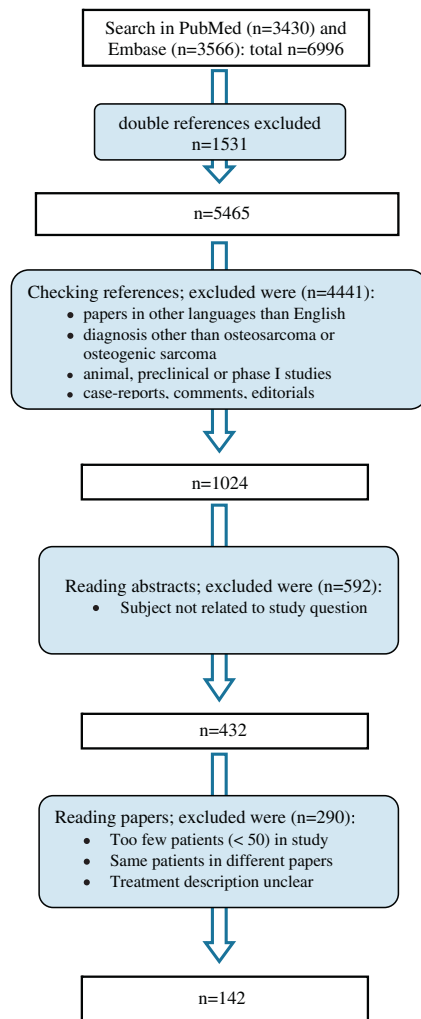 Search in PubMed (n=3430) and
Embase (n=3566): total n=6996
double references excluded
n=1531
n=5465
Checking references; excluded were (n=4441):
• papers in other languages than English
• diagnosis other than osteosarcoma or
osteogenic sarcoma
• animal, preclinical or phase I studies
• case-reports, comments, editorials
n=1024
Reading abstracts; excluded were (n=592):
• Subject not related to study question
n=432
Reading papers; excluded were (n=290):
• Too few patients (< 50) in study
• Same patients in different papers
• Treatment description unclear
n=142